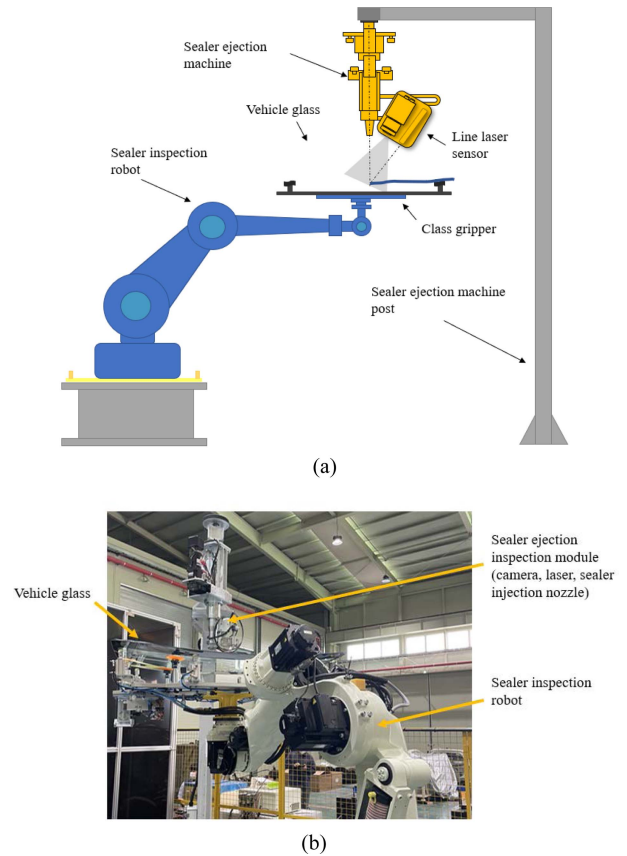 Sealer ejection
machine
Vehicle glass
Line laser
sensor
Sealer inspection
robot
Class gripper
Sealer ejection machine
post
(a)
Sealer ejection
inspection module
(camera, laser, sealer
injection nozzle)
Vehicle glass
Sealer inspection
robot
(b)